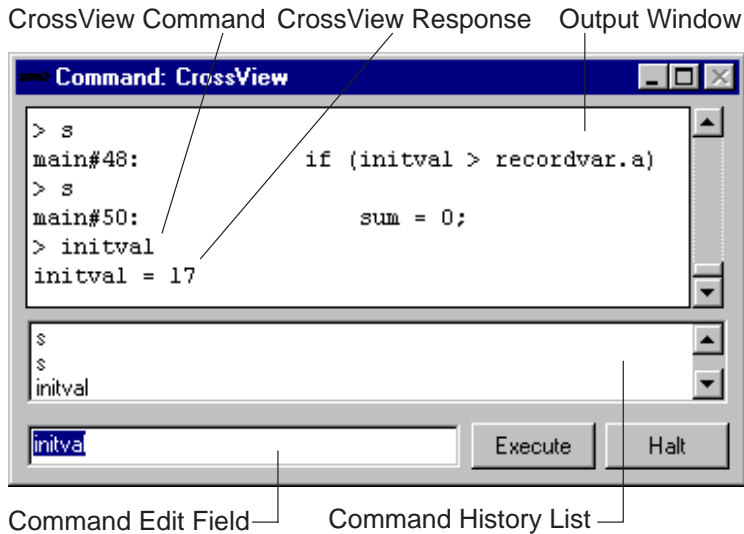 CrossView Command CrossView Response Output Window
Command: CrossView
> s
main#48: if (initval > recordvar.a)
> s
main#50: sum = 0;
> initval
initval = 17
s
s
initval
initval Execute Halt
Command Edit Field Command History List